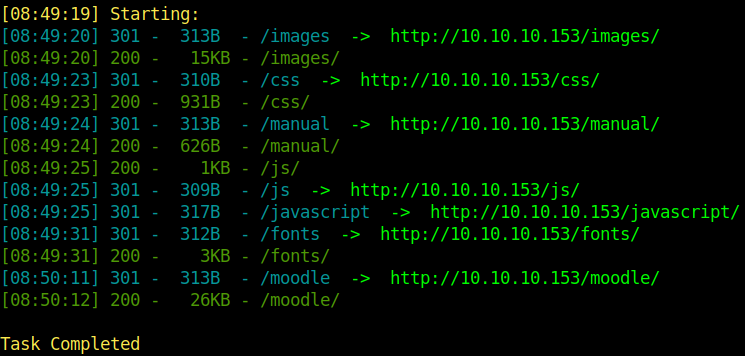 [08:49:19] Starting:
[08:49:20] 301 -  313B  - /images  ->  http://10.10.10.153/images/
[08:49:20] 200 -   15KB - /images/
[08:49:23] 301 -  310B  - /css  ->  http://10.10.10.153/css/
[08:49:23] 200 -  931B  - /css/
[08:49:24] 301 -  313B  - /manual  ->  http://10.10.10.153/manual/
[08:49:24] 200 -  626B  - /manual/
[08:49:25] 200 -    1KB - /js/
[08:49:25] 301 -  309B  - /js  ->  http://10.10.10.153/js/
[08:49:25] 301 -  317B  - /javascript  ->  http://10.10.10.153/javascript/
[08:49:31] 301 -  312B  - /fonts  ->  http://10.10.10.153/fonts/
[08:49:31] 200 -    3KB - /fonts/
[08:50:11] 301 -  313B  - /moodle  ->  http://10.10.10.153/moodle/
[08:50:12] 200 -   26KB - /moodle/
Task Completed